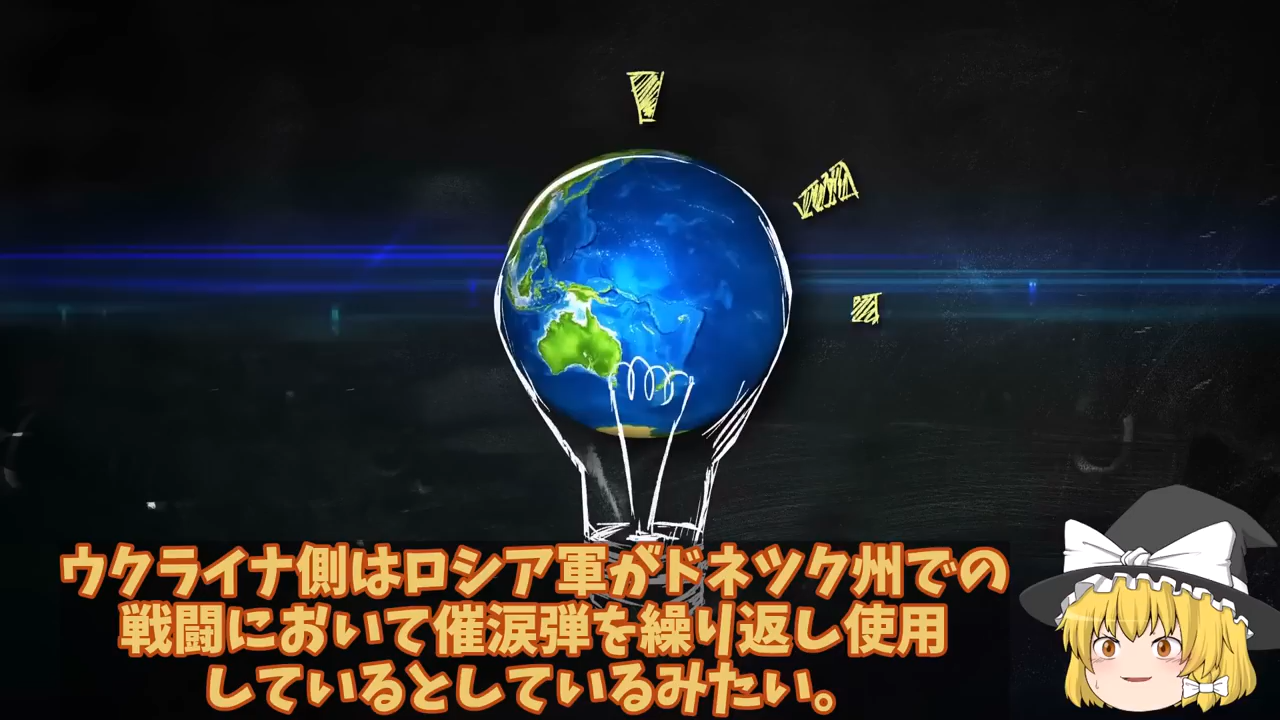 ウクライナ側はロシア軍がドネツク州での
戦闘において催涙弾を繰り返し使用
しているとしているみたい。